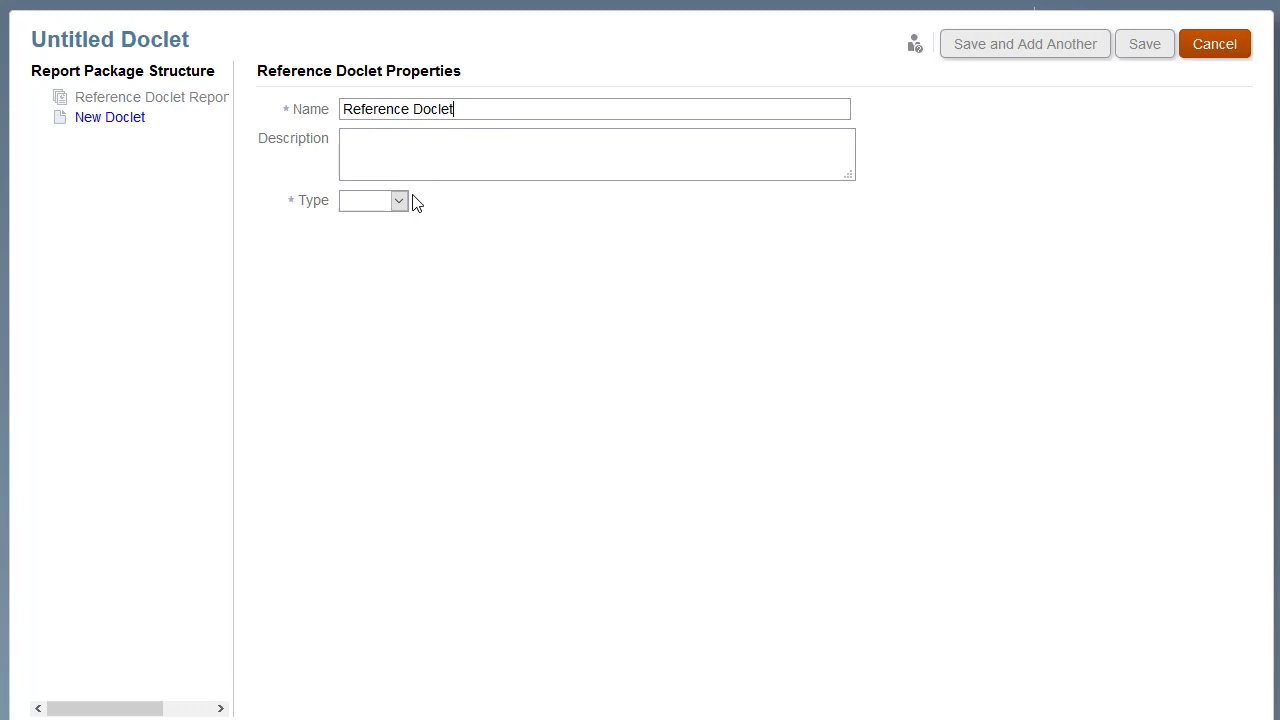 Untitled Doclet
Save and Add Another
Save
Cancel
Report Package Structure
Reference Doclet Repor
New Doclet
Reference Doclet Properties
* Name
Reference Doclet
Description
* Type